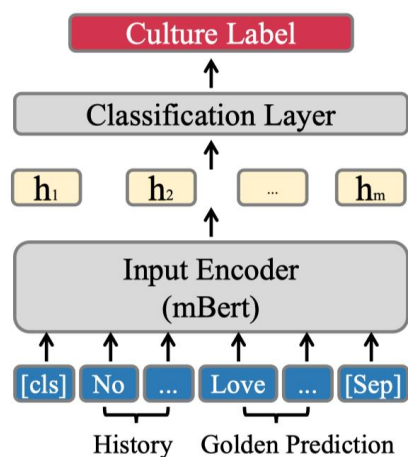 Culture Label
Classification Layer
h1 h2 ... hm
Input Encoder
(mBert)
[cls] No ... Love ... [Sep]
History Golden Prediction